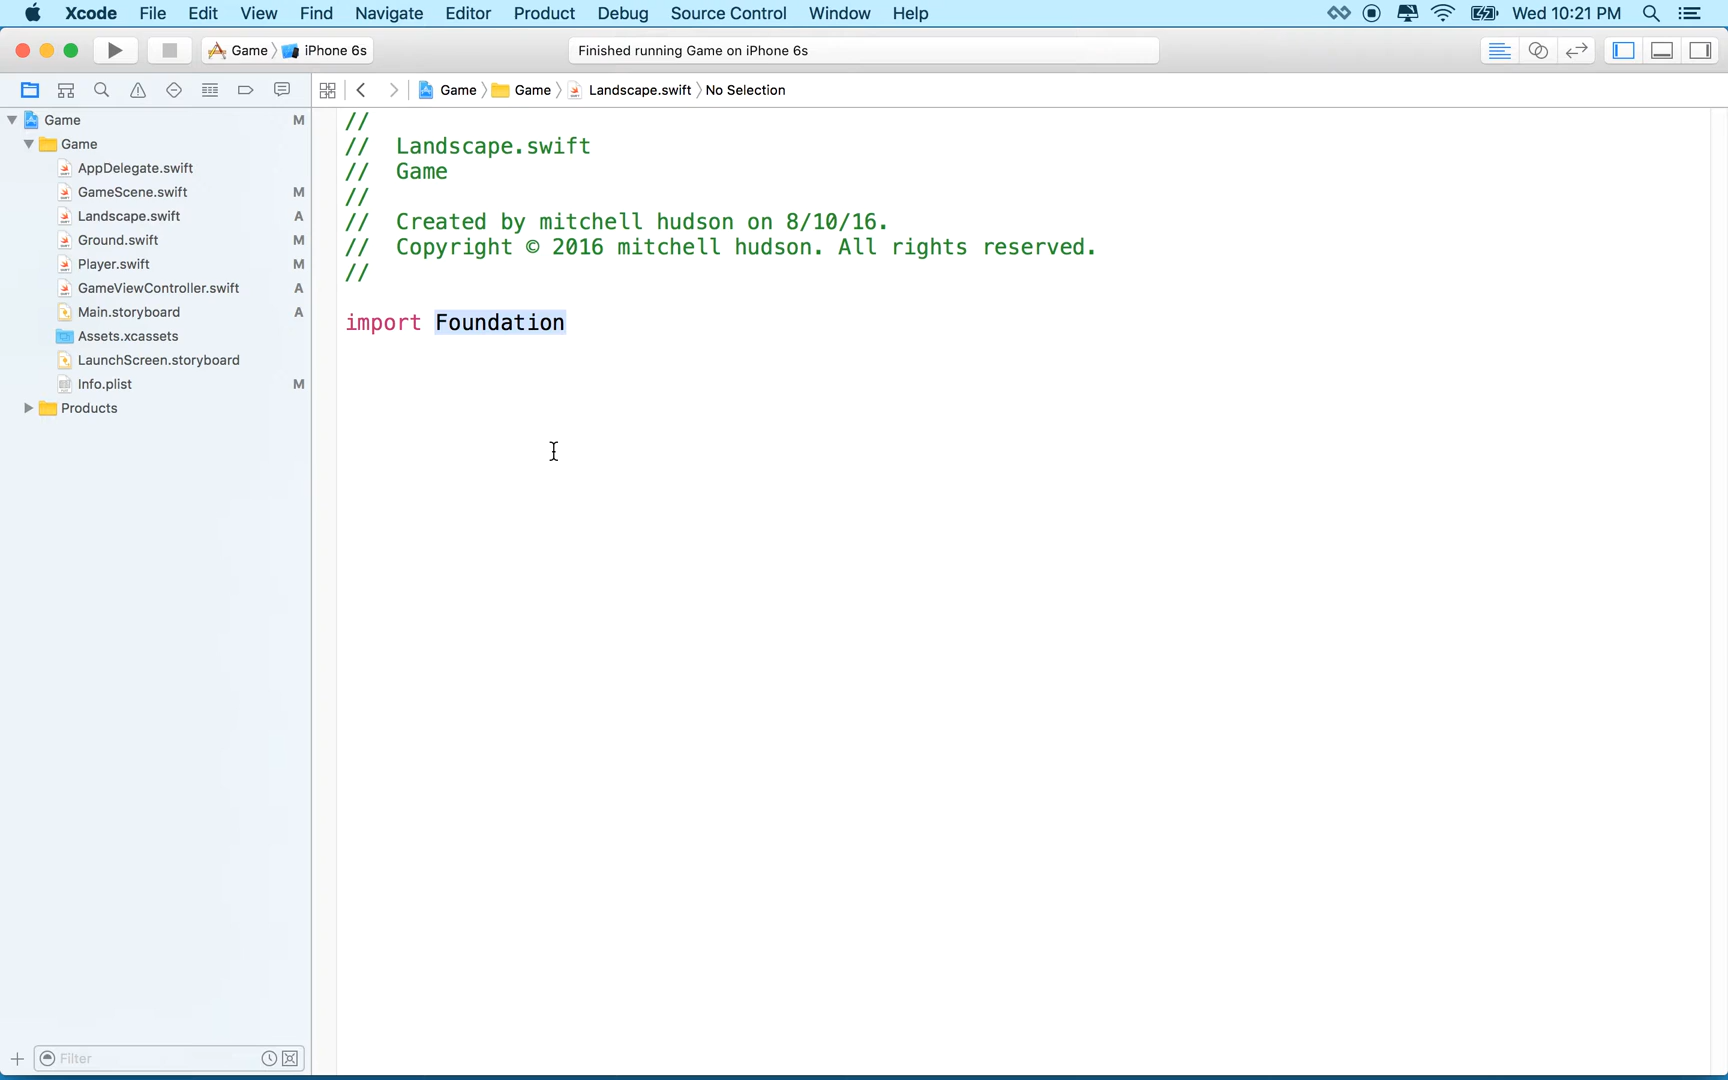 Xcode File Edit View Find Navigate Editor Product Debug Source Control Window Help Wed 10:21 PM
Game iPhone 6s Finished running Game on iPhone 6s
Game Game Landscape.swift No Selection
Game M
Game
AppDelegate.swift
GameScene.swift M
Landscape.swift A
Ground.swift M
Player.swift M
GameViewController.swift A
Main.storyboard A
Assets.xcassets
LaunchScreen.storyboard
Info.plist M
Products
//
// Landscape.swift
// Game
//
// Created by mitchell hudson on 8/10/16.
// Copyright © 2016 mitchell hudson. All rights reserved.
//
import Foundation
Filter